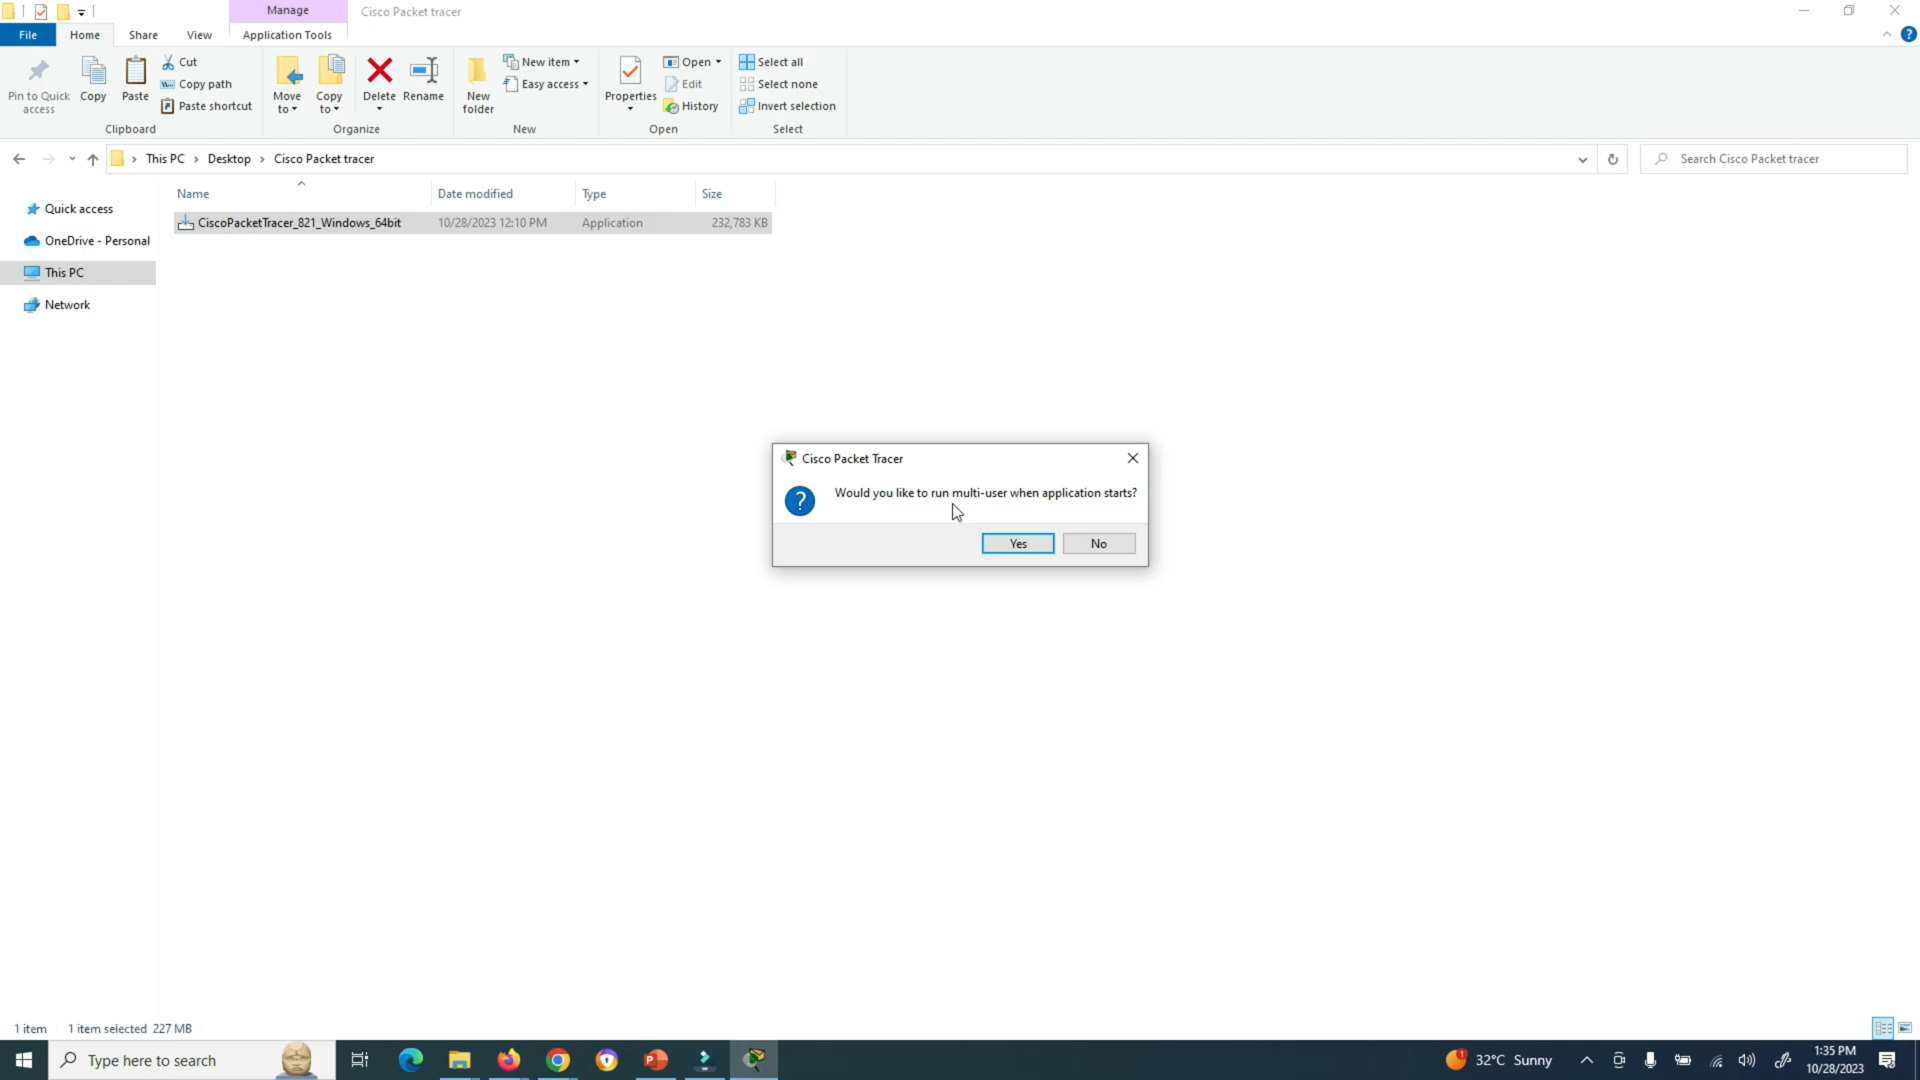 Manage
Cisco Packet tracer
File
Home
Share
View
Application Tools
Pin to Quick access
Copy
Paste
Cut
Copy path
Paste shortcut
Clipboard
Move to
Copy to
Delete
Rename
Organize
New folder
New item
Easy access
New
Properties
Open
Edit
History
Open
Select all
Select none
Invert selection
Select
This PC > Desktop > Cisco Packet tracer
Search Cisco Packet tracer
Name
Date modified
Type
Size
CiscoPacketTracer_821_Windows_64bit
10/28/2023 12:10 PM
Application
232,783 KB
Quick access
OneDrive - Personal
This PC
Network
Cisco Packet Tracer
Would you like to run multi-user when application starts?
Yes
No
1 item
1 item selected 227 MB
Type here to search
1
32°C Sunny
1:35 PM
10/28/2023